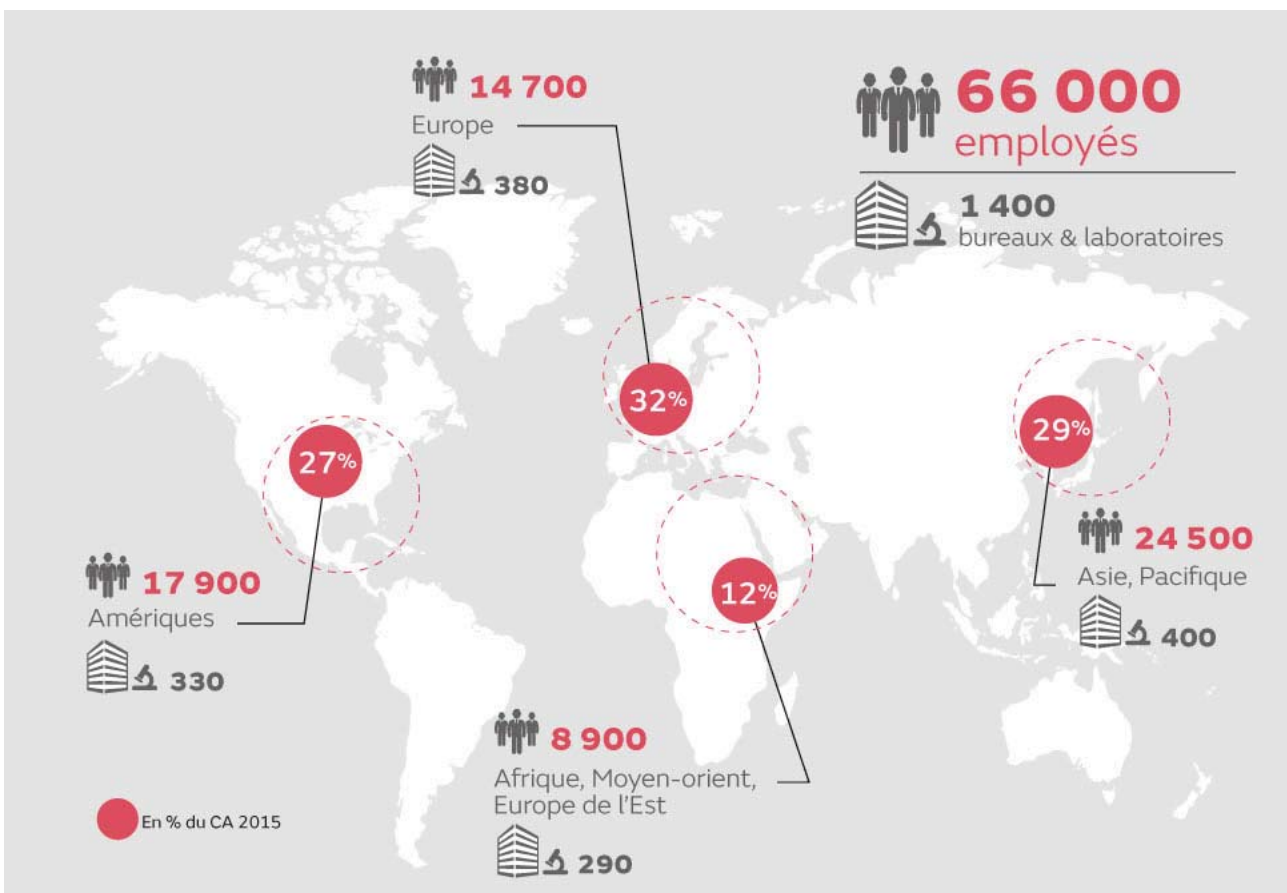 14 700
Europe
380
66 000
employés
1 400
bureaux & laboratoires
32%
27%
29%
12%
17 900
Amériques
330
24 500
Asie, Pacifique
400
8 900
Afrique, Moyen-orient,
Europe de l'Est
290
En % du CA 2015